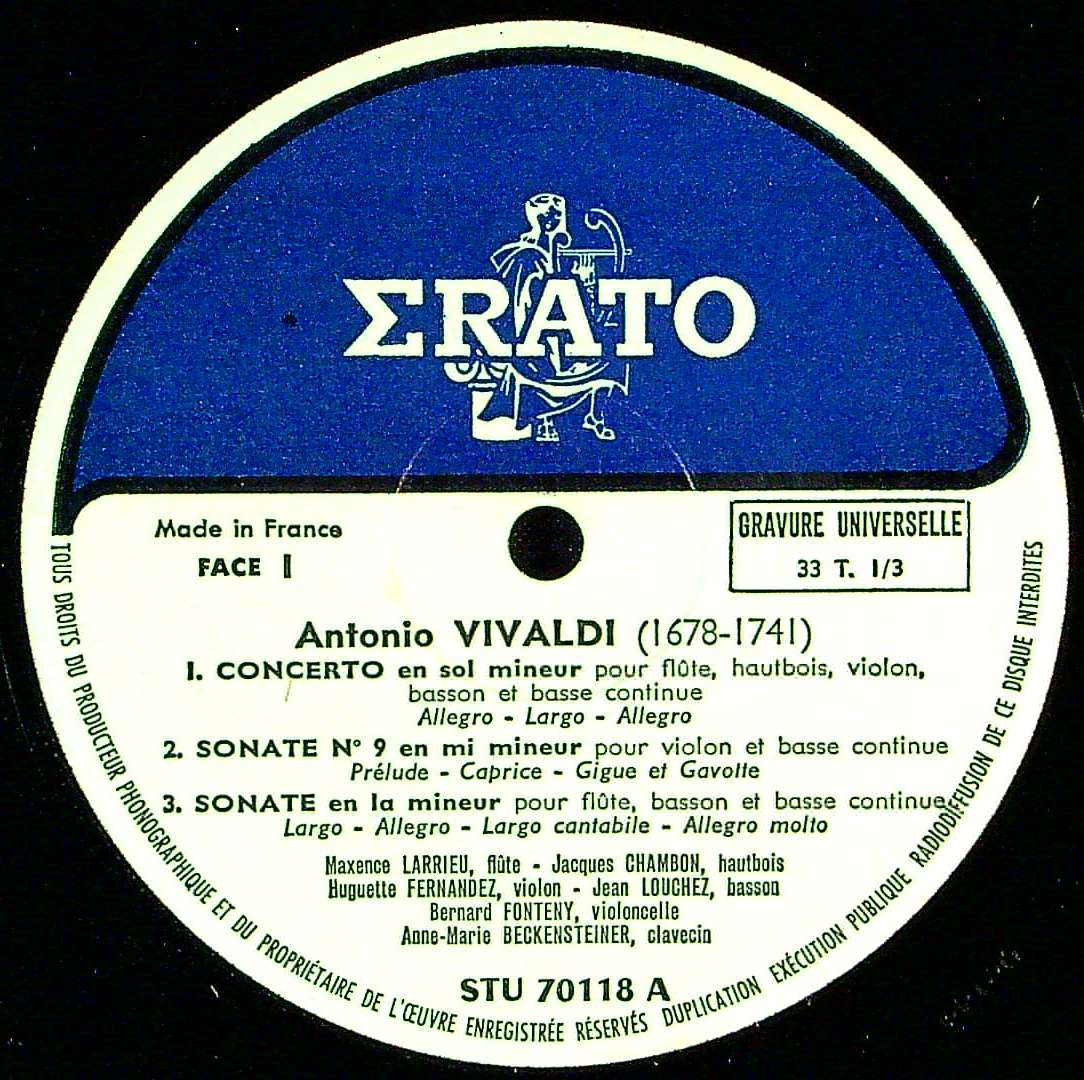 ΣRATO
Made in France
FACE I
GRAVURE UNIVERSELLE
33 T. 1/3
Antonio VIVALDI (1678-1741)
1. CONCERTO en sol mineur pour flûte, hautbois, violon,
basson et basse continue
Allegro - Largo - Allegro
2. SONATE N° 9 en mi mineur pour violon et basse continue
Prélude - Caprice - Gigue et Gavotte
3. SONATE en la mineur pour flûte, basson et basse continue
Largo - Allegro - Largo cantabile - Allegro molto
Maxence LARRIEU, flûte - Jacques CHAMBON, hautbois
Huguette FERNANDEZ, violon - Jean LOUCHEZ, basson
Bernard FONTENY, violoncelle
Anne-Marie BECKENSTEINER, clavecin
STU 70118 A
TOUS DROITS DU PRODUCTEUR PHONOGRAPHIQUE ET DU PROPRIÉTAIRE DE L'ŒUVRE ENREGISTRÉE RÉSERVÉS DUPLICATION EXÉCUTION PUBLIQUE RADIODIFFUSION DE CE DISQUE INTERDITES